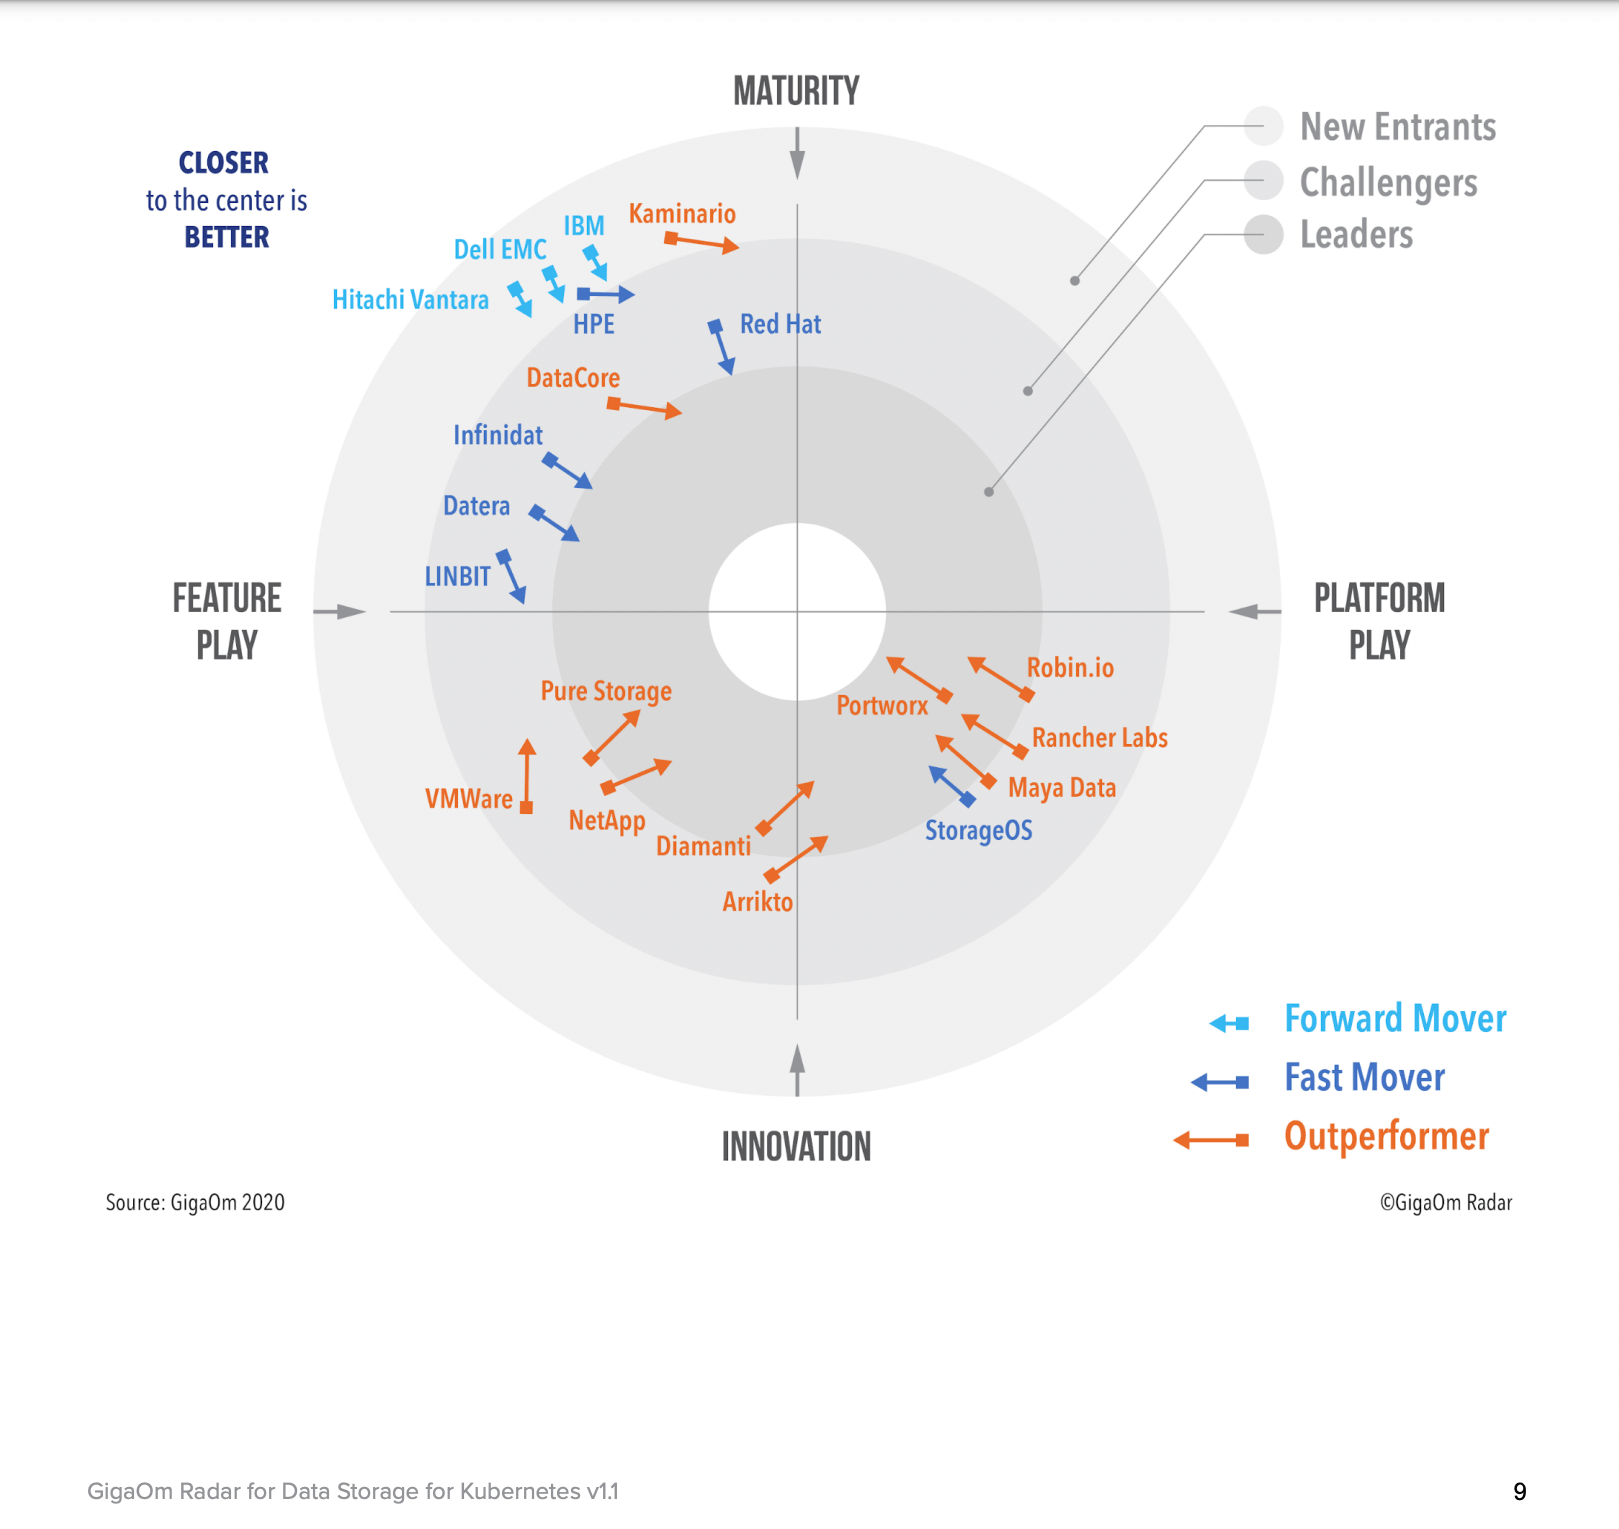 MATURITY
New Entrants
Challengers
Leaders
CLOSER
to the center is
BETTER
Kaminario
IBM
Dell EMC
Hitachi Vantara
HPE
Red Hat
DataCore
Infinidat
Datera
LINBIT
FEATURE
PLAY
PLATFORM
PLAY
Robin.io
Portworx
Pure Storage
Rancher Labs
Maya Data
VMWare
NetApp
StorageOS
Diamanti
Arrikto
Forward Mover
Fast Mover
Outperformer
INNOVATION
Source: GigaOm 2020
©GigaOm Radar
GigaOm Radar for Data Storage for Kubernetes v1.1
9